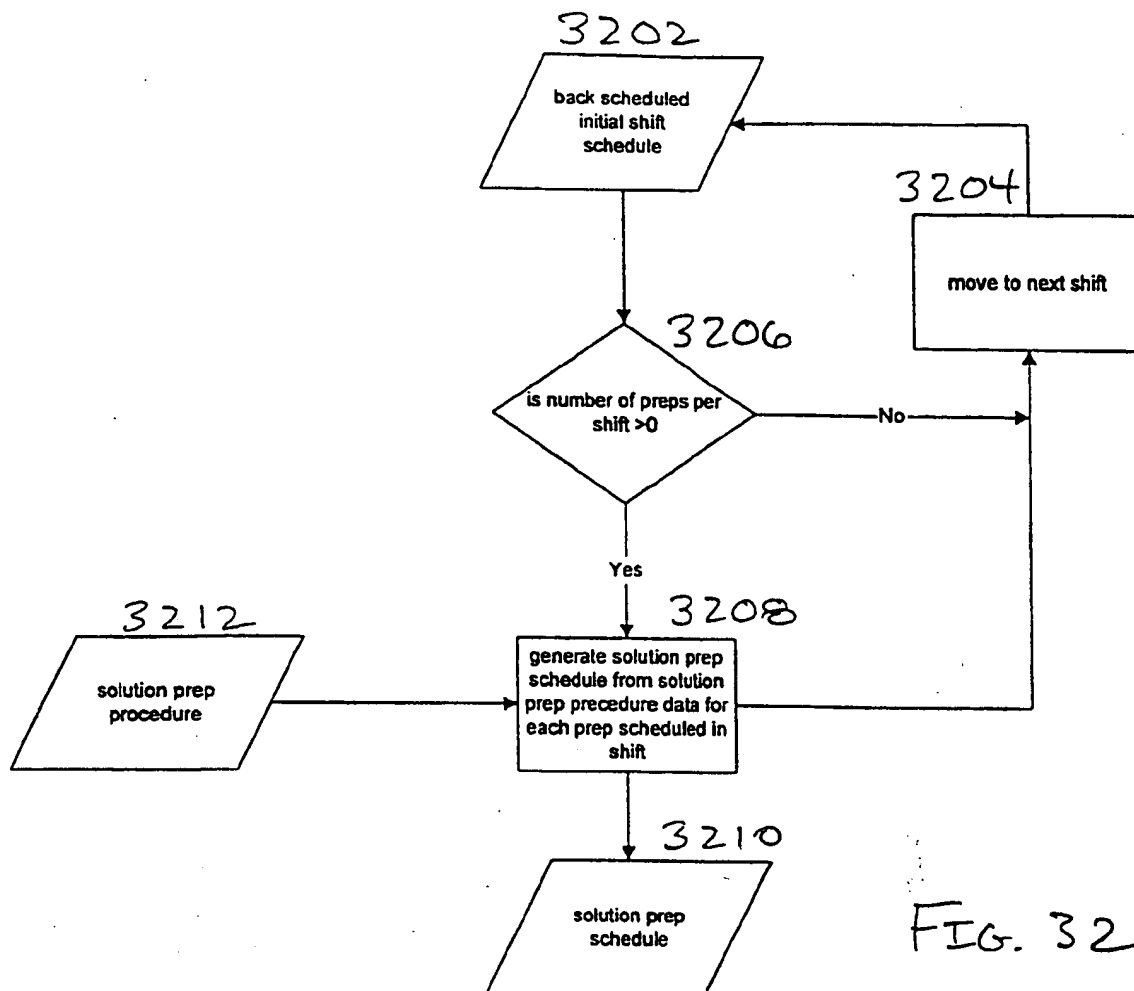 3202
back scheduled
initial shift
schedule
3204
move to next shift
3206
is number of preps per
shift >0
No
Yes
3208
generate solution prep
schedule from solution
prep precedure data for
each prep scheduled in
shift
3212
solution prep
procedure
3210
solution prep
schedule
FIG. 32